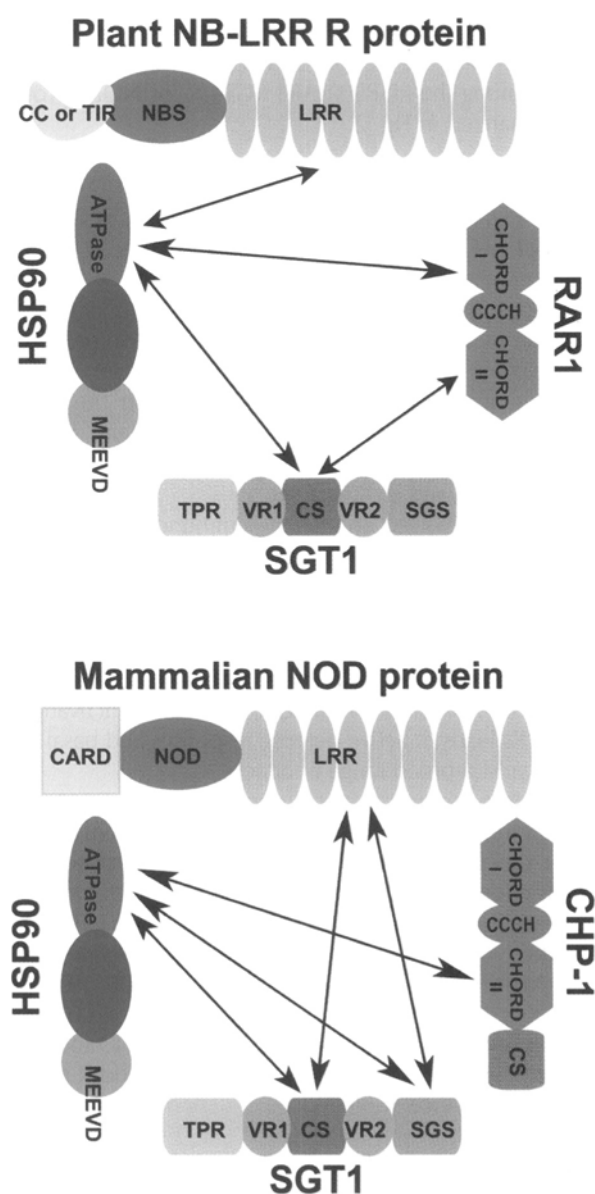 Plant NB-LRR R protein
CC or TIR NBS LRR
HSP90
ATPase
MEEVD
CHORD
I
CCCH
CHORD
II
RAR1
TPR VR1 CS VR2 SGS
SGT1
Mammalian NOD protein
CARD NOD LRR
HSP90
ATPase
MEEVD
CHORD
I
CCCH
CHORD
II
CS
CHP-1
TPR VR1 CS VR2 SGS
SGT1